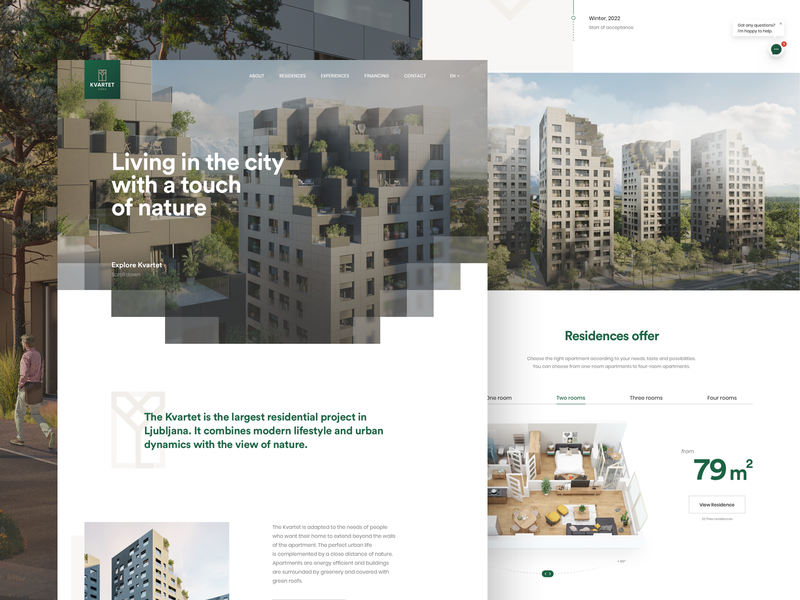 Winter, 2022
Start of acceptance
Got any questions?
I'm happy to help.
KVARTET
ABOUT
RESIDENCES
EXPERIENCES
FINANCING
CONTACT
EN
Living in the city
with a touch
of nature
Explore Kvartet
Scroll down
The Kvartet is the largest residential project in
Ljubljana. It combines modern lifestyle and urban
dynamics with the view of nature.
The Kvartet is adapted to the needs of people
who want their home to extend beyond the walls
of the apartment. The perfect urban life
is complemented by a close distance of nature.
Apartments are energy efficient and buildings
are surrounded by greenery and covered with
green roofs.
Residences offer
Choose the right apartment according to your needs, taste and possibilities.
You can choose from one-room apartments to four-room apartments.
One room
Two rooms
Three rooms
Four rooms
from
79 m²
View Residence